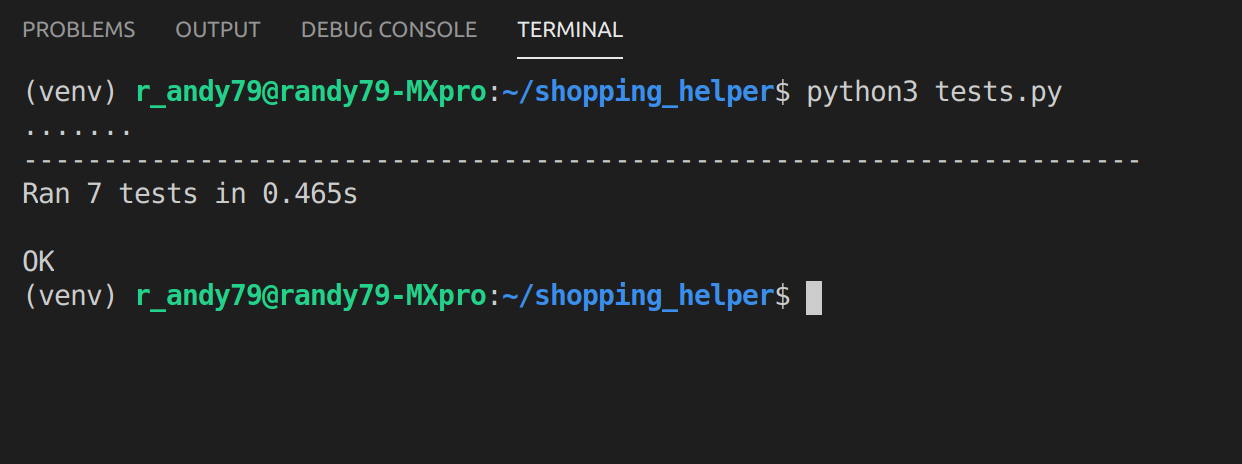 PROBLEMS OUTPUT DEBUG CONSOLE TERMINAL
(venv) r_andy79@randy79-MXpro:~/shopping_helper$ python3 tests.py
.......
----------------------------------------------------------------------
Ran 7 tests in 0.465s
OK
(venv) r_andy79@randy79-MXpro:~/shopping_helper$